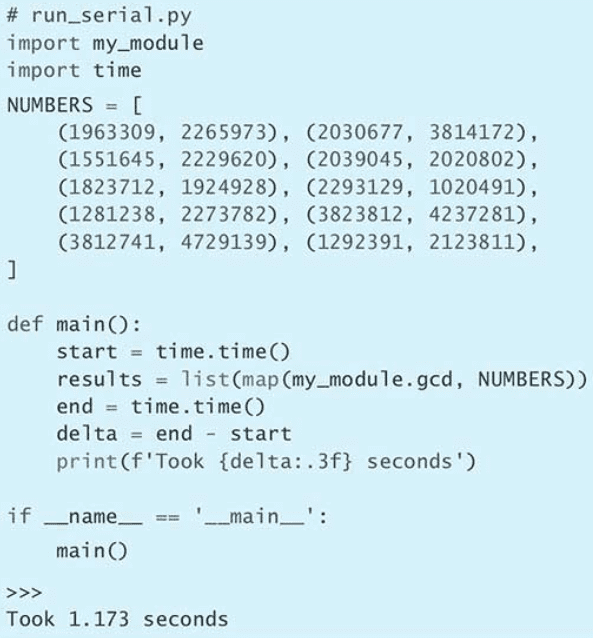 # run_serial.py
import my_module
import time
NUMBERS = [
    (1963309, 2265973), (2030677, 3814172),
    (1551645, 2229620), (2039045, 2020802),
    (1823712, 1924928), (2293129, 1020491),
    (1281238, 2273782), (3823812, 4237281),
    (3812741, 4729139), (1292391, 2123811),
]
def main():
    start = time.time()
    results = list(map(my_module.gcd, NUMBERS))
    end = time.time()
    delta = end - start
    print(f'Took {delta:.3f} seconds')
if __name__ == '__main__':
    main()
>>>
Took 1.173 seconds